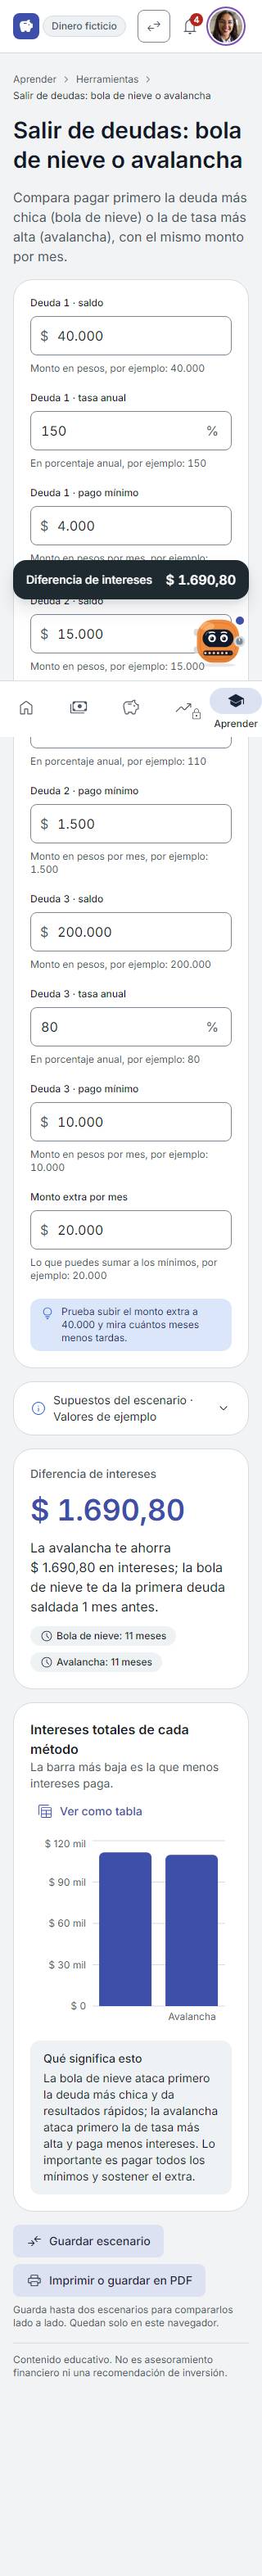 Dinero ficticio
4
Aprender > Herramientas >
Salir de deudas: bola de nieve o avalancha
Salir de deudas: bola
de nieve o avalancha
Compara pagar primero la deuda más
chica (bola de nieve) o la de tasa más
alta (avalancha), con el mismo monto
por mes.
Deuda 1 · saldo
$ 40.000
Monto en pesos, por ejemplo: 40.000
Deuda 1 · tasa anual
150 %
En porcentaje anual, por ejemplo: 150
Deuda 1 · pago mínimo
$ 4.000
Monto en pesos por mes, por ejemplo:
Diferencia de intereses $ 1.690,80
Deuda 2 · saldo
$ 15.000
Monto en pesos, por ejemplo: 15.000
Aprender
En porcentaje anual, por ejemplo: 110
Deuda 2 · pago mínimo
$ 1.500
Monto en pesos por mes, por ejemplo:
1.500
Deuda 3 · saldo
$ 200.000
Monto en pesos, por ejemplo: 200.000
Deuda 3 · tasa anual
80 %
En porcentaje anual, por ejemplo: 80
Deuda 3 · pago mínimo
$ 10.000
Monto en pesos por mes, por ejemplo:
10.000
Monto extra por mes
$ 20.000
Lo que puedes sumar a los mínimos, por
ejemplo: 20.000
Prueba subir el monto extra a
40.000 y mira cuántos meses
menos tardas.
Supuestos del escenario ·
Valores de ejemplo
Diferencia de intereses
$ 1.690,80
La avalancha te ahorra
$ 1.690,80 en intereses; la bola
de nieve te da la primera deuda
saldada 1 mes antes.
Bola de nieve: 11 meses
Avalancha: 11 meses
Intereses totales de cada
método
La barra más baja es la que menos
intereses paga.
Ver como tabla
$ 120 mil
$ 90 mil
$ 60 mil
$ 30 mil
$ 0
Avalancha
Qué significa esto
La bola de nieve ataca primero
la deuda más chica y da
resultados rápidos; la avalancha
ataca primero la de tasa más
alta y paga menos intereses. Lo
importante es pagar todos los
mínimos y sostener el extra.
Guardar escenario
Imprimir o guardar en PDF
Guarda hasta dos escenarios para compararlos
lado a lado. Quedan solo en este navegador.
Contenido educativo. No es asesoramiento
financiero ni una recomendación de inversión.